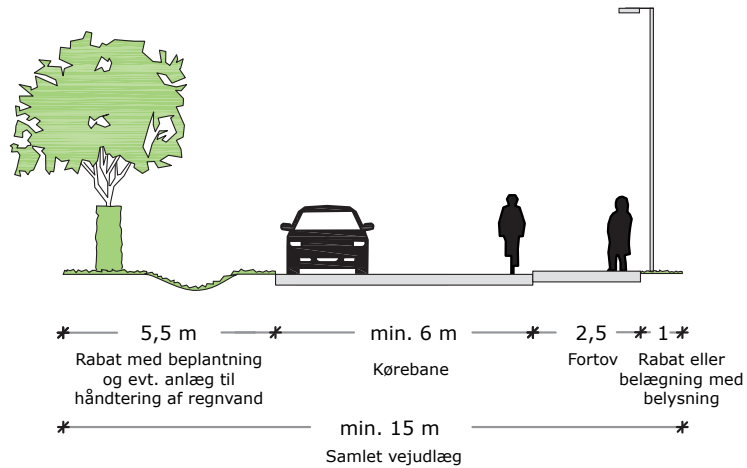 5,5 m
Rabat med beplantning
og evt. anlæg til
håndtering af regnvand
min. 6 m
Kørebane
2,5
Fortov
1
Rabat eller
belægning med
belysning
min. 15 m
Samlet vejudlæg